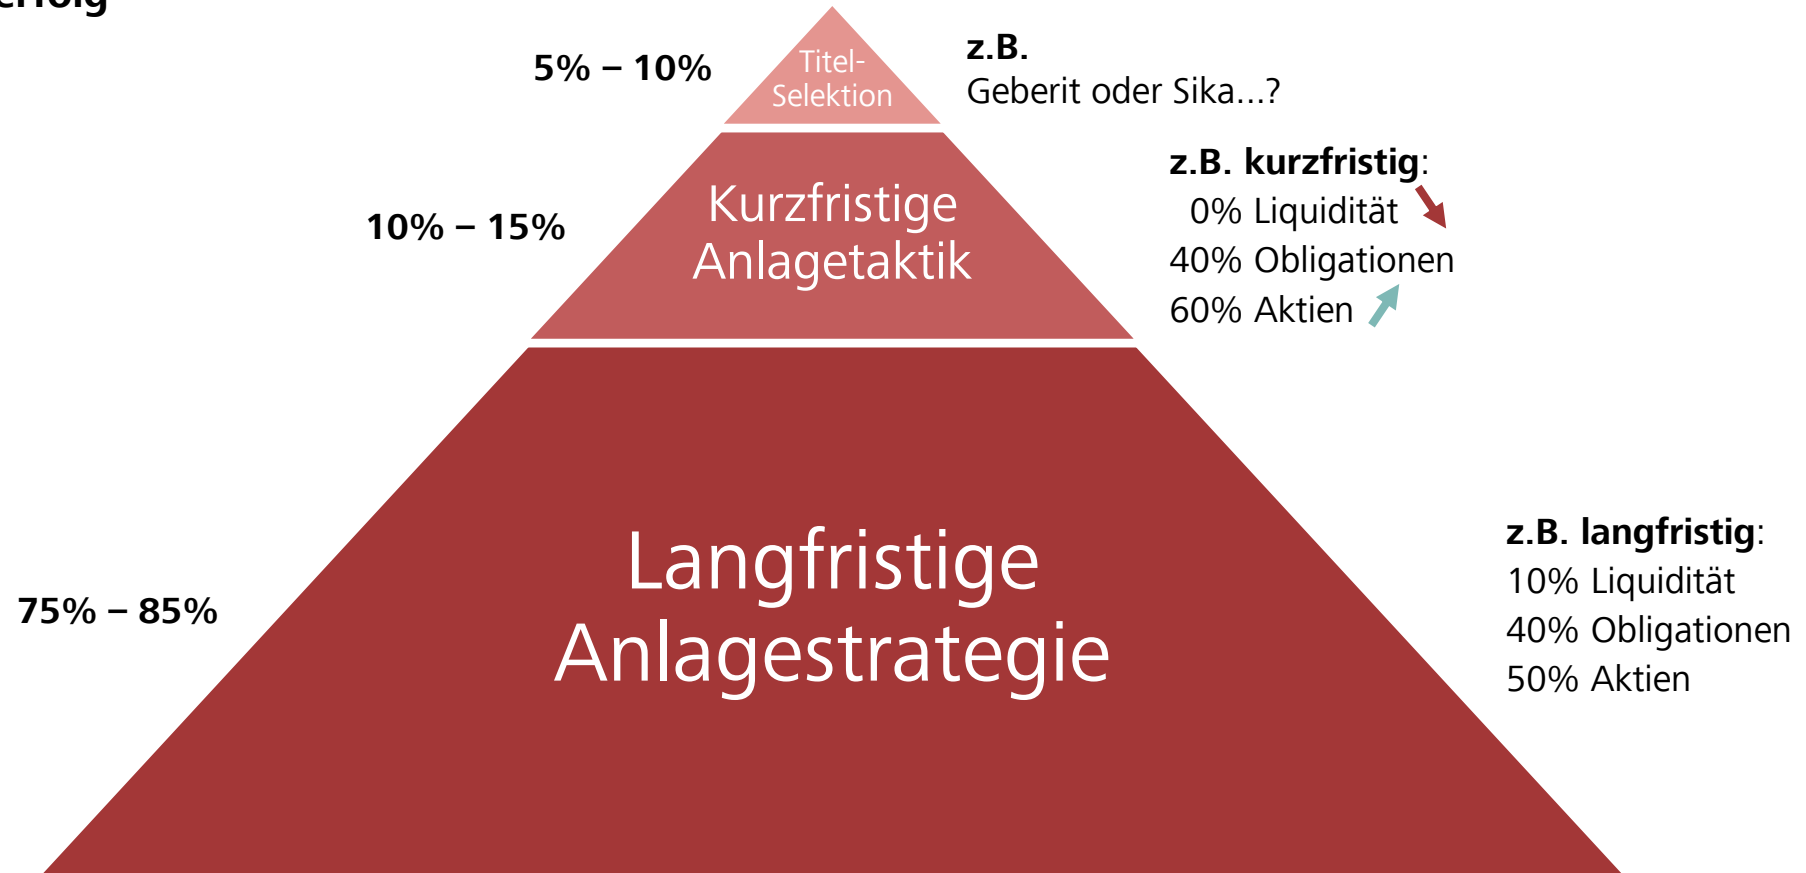 5% – 10%
Titel-
Selektion
z.B.
Geberit oder Sika...?
10% – 15%
Kurzfristige
Anlagetaktik
z.B. kurzfristig:
0% Liquidität
40% Obligationen
60% Aktien
75% – 85%
Langfristige
Anlagestrategie
z.B. langfristig:
10% Liquidität
40% Obligationen
50% Aktien